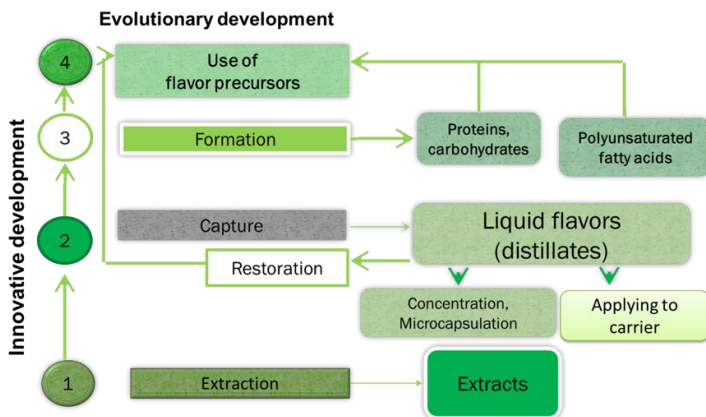 Evolutionary development
Innovative development
4
Use of
flavor precursors
3
Formation
Proteins,
carbohydrates
Polyunsaturated
fatty acids
2
Capture
Liquid flavors
(distillates)
Restoration
Concentration,
Microcapsulation
Applying to
carrier
1
Extraction
Extracts